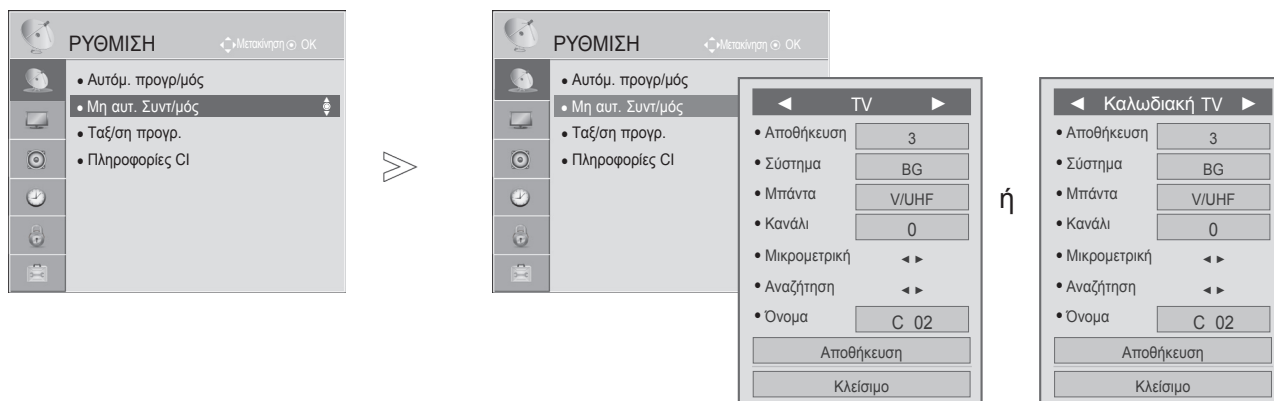 ΡΥΘΜΙΣΗ
Μετακίνηση OK
• Αυτόμ. προγρ/μός
• Μη αυτ. Συντ/μός
• Ταξ/ση προγρ.
• Πληροφορίες CI
ΡΥΘΜΙΣΗ
Μετακίνηση OK
• Αυτόμ. προγρ/μός
• Μη αυτ. Συντ/μός
• Ταξ/ση προγρ.
• Πληροφορίες CI
◄ TV ►
• Αποθήκευση 3
• Σύστημα BG
• Μπάντα V/UHF
• Κανάλι 0
• Μικρομετρική ◄ ►
• Αναζήτηση ◄ ►
• Όνομα C 02
Αποθήκευση
Κλείσιμο
ή
◄ Καλωδιακή TV ►
• Αποθήκευση 3
• Σύστημα BG
• Μπάντα V/UHF
• Κανάλι 0
• Μικρομετρική ◄ ►
• Αναζήτηση ◄ ►
• Όνομα C 02
Αποθήκευση
Κλείσιμο